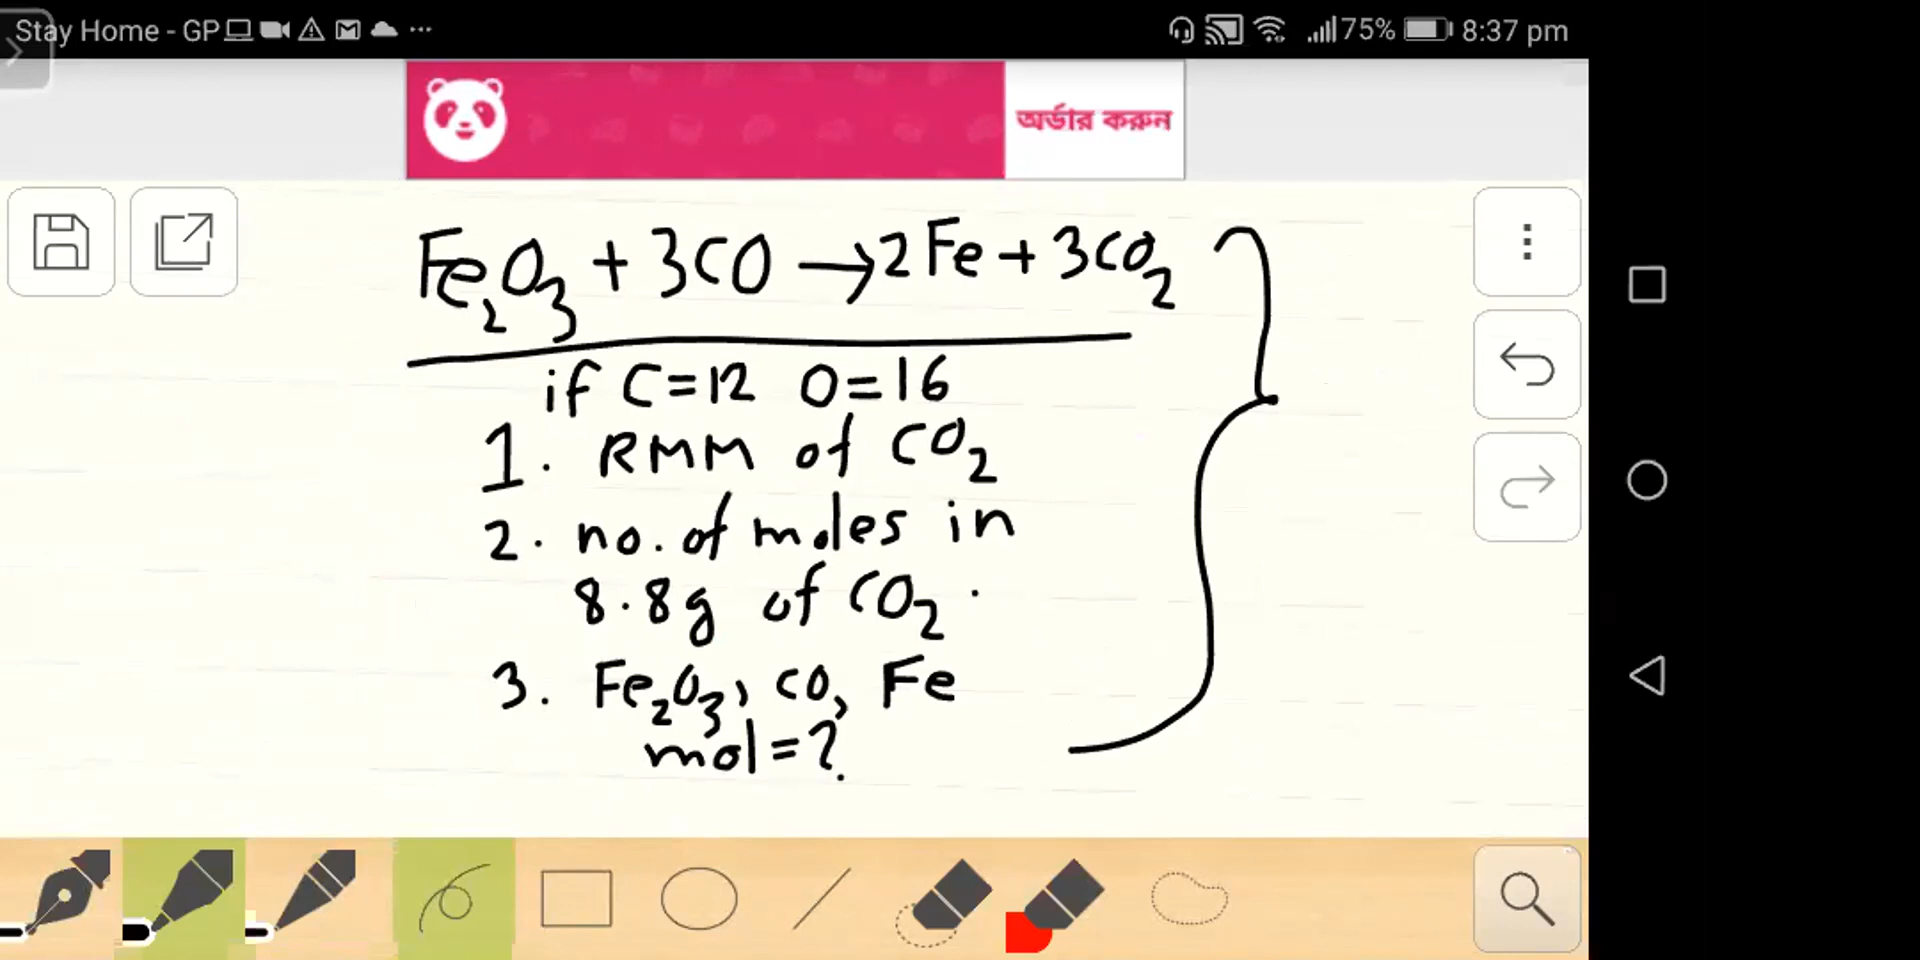 Stay Home - GP
75% 8:37 pm
অর্ডার করুন
Fe₂O₃ + 3CO → 2Fe + 3CO₂
if C=12 O=16
1. RMM of CO₂
2. no. of moles in
8.8g of CO₂.
3. Fe₂O₃, CO, Fe
mol=?